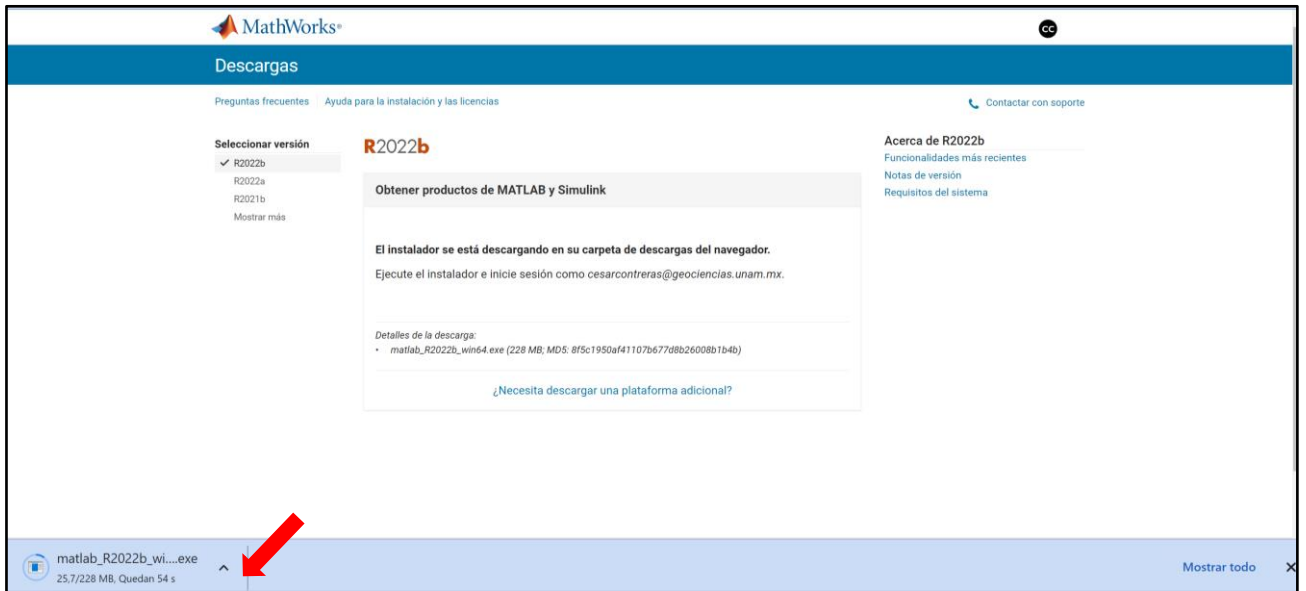 MathWorks®
CC
Descargas
Preguntas frecuentes Ayuda para la instalación y las licencias
Contactar con soporte
Seleccionar versión
R2022b
R2022a
R2021b
Mostrar más
R2022b
Obtener productos de MATLAB y Simulink
El instalador se está descargando en su carpeta de descargas del navegador.
Ejecute el instalador e inicie sesión como cesarcontreras@geociencias.unam.mx.
Detalles de la descarga:
• matlab_R2022b_win64.exe (228 MB; MD5: 8f5c1950af41107b677d8b26008b1b4b)
¿Necesita descargar una plataforma adicional?
Acerca de R2022b
Funcionalidades más recientes
Notas de versión
Requisitos del sistema
matlab_R2022b_wi....exe
25,7/228 MB, Quedan 54 s
Mostrar todo